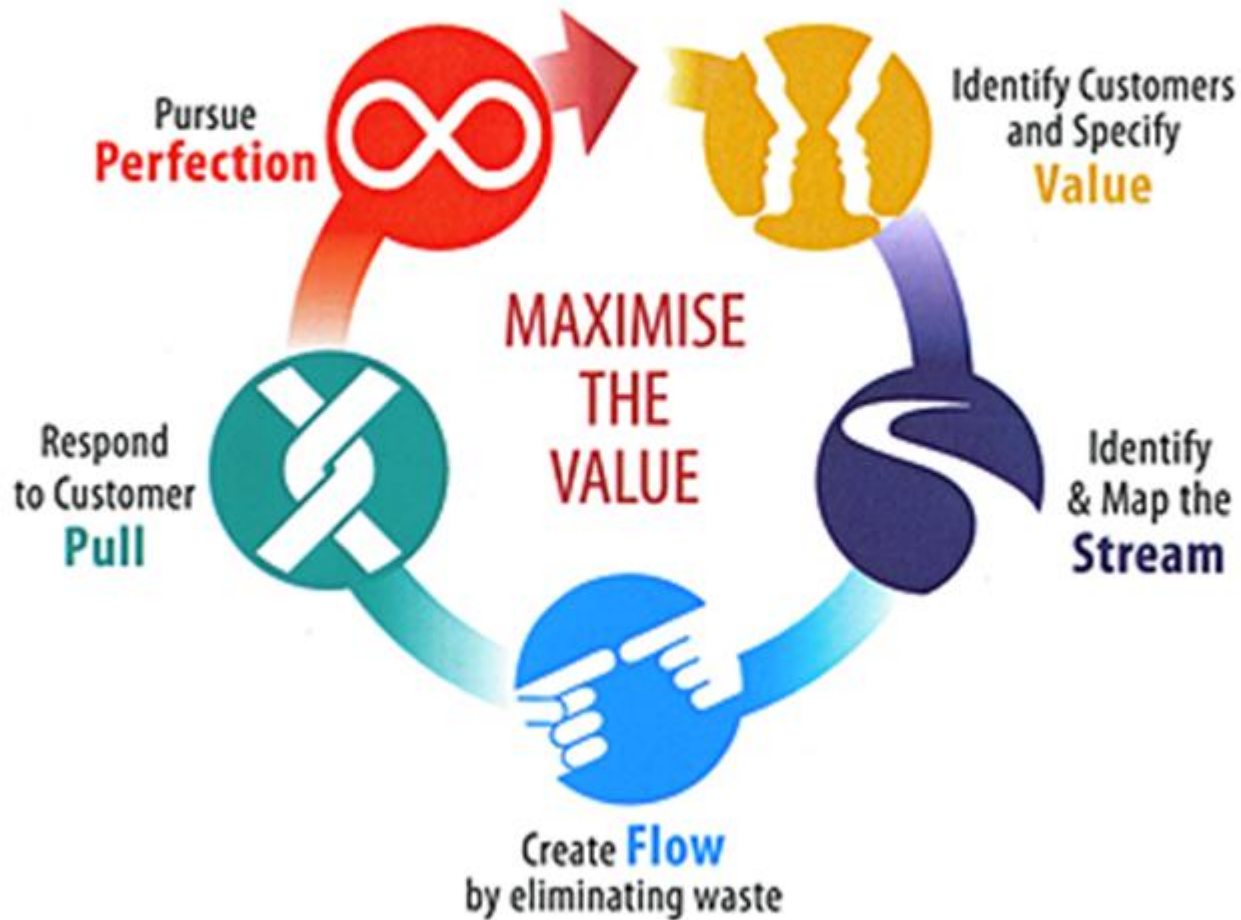 MAXIMISE
THE
VALUE
Identify Customers
and Specify
Value
Identify
& Map the
Stream
Create Flow
by eliminating waste
Respond
to Customer
Pull
Pursue
Perfection